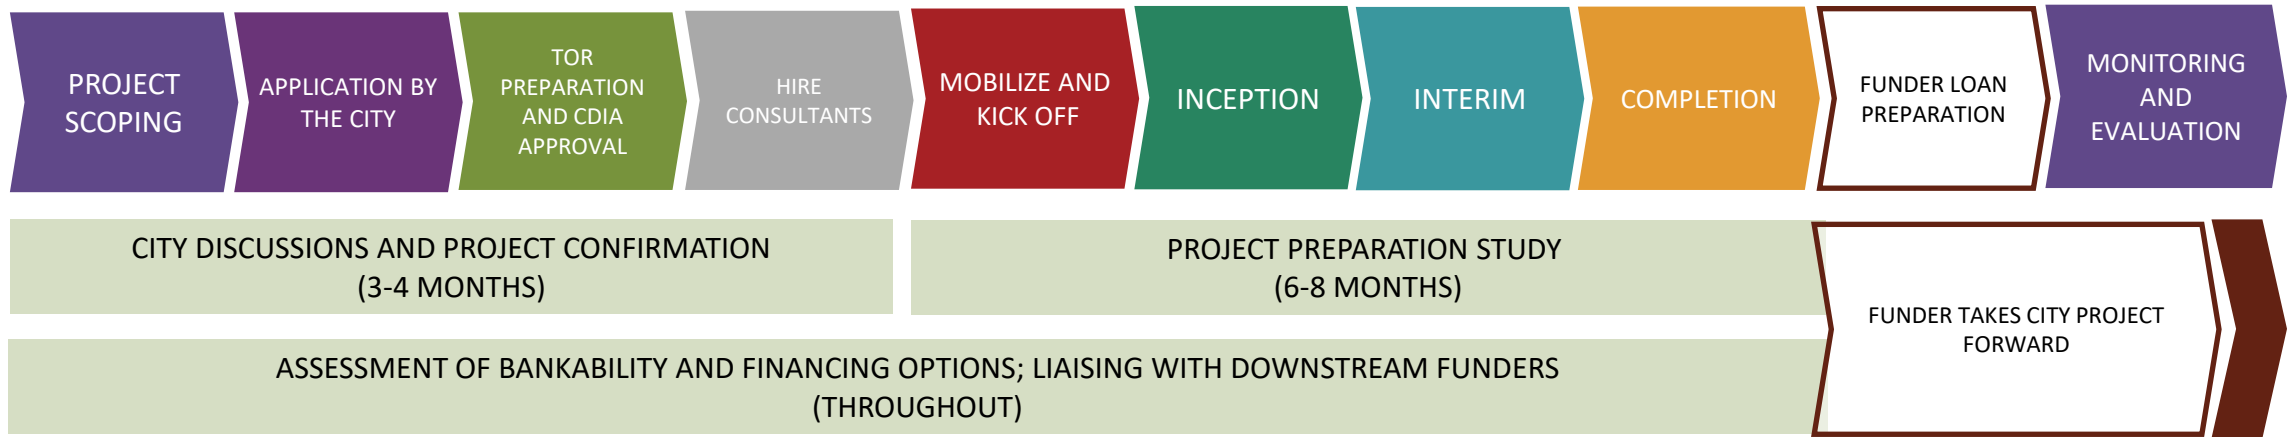 PROJECT
SCOPING
APPLICATION BY
THE CITY
TOR
PREPARATION
AND CDIA
APPROVAL
HIRE
CONSULTANTS
MOBILIZE AND
KICK OFF
INCEPTION
INTERIM
COMPLETION
FUNDER LOAN
PREPARATION
MONITORING
AND
EVALUATION
CITY DISCUSSIONS AND PROJECT CONFIRMATION
(3-4 MONTHS)
PROJECT PREPARATION STUDY
(6-8 MONTHS)
FUNDER TAKES CITY PROJECT
FORWARD
ASSESSMENT OF BANKABILITY AND FINANCING OPTIONS; LIAISING WITH DOWNSTREAM FUNDERS
(THROUGHOUT)